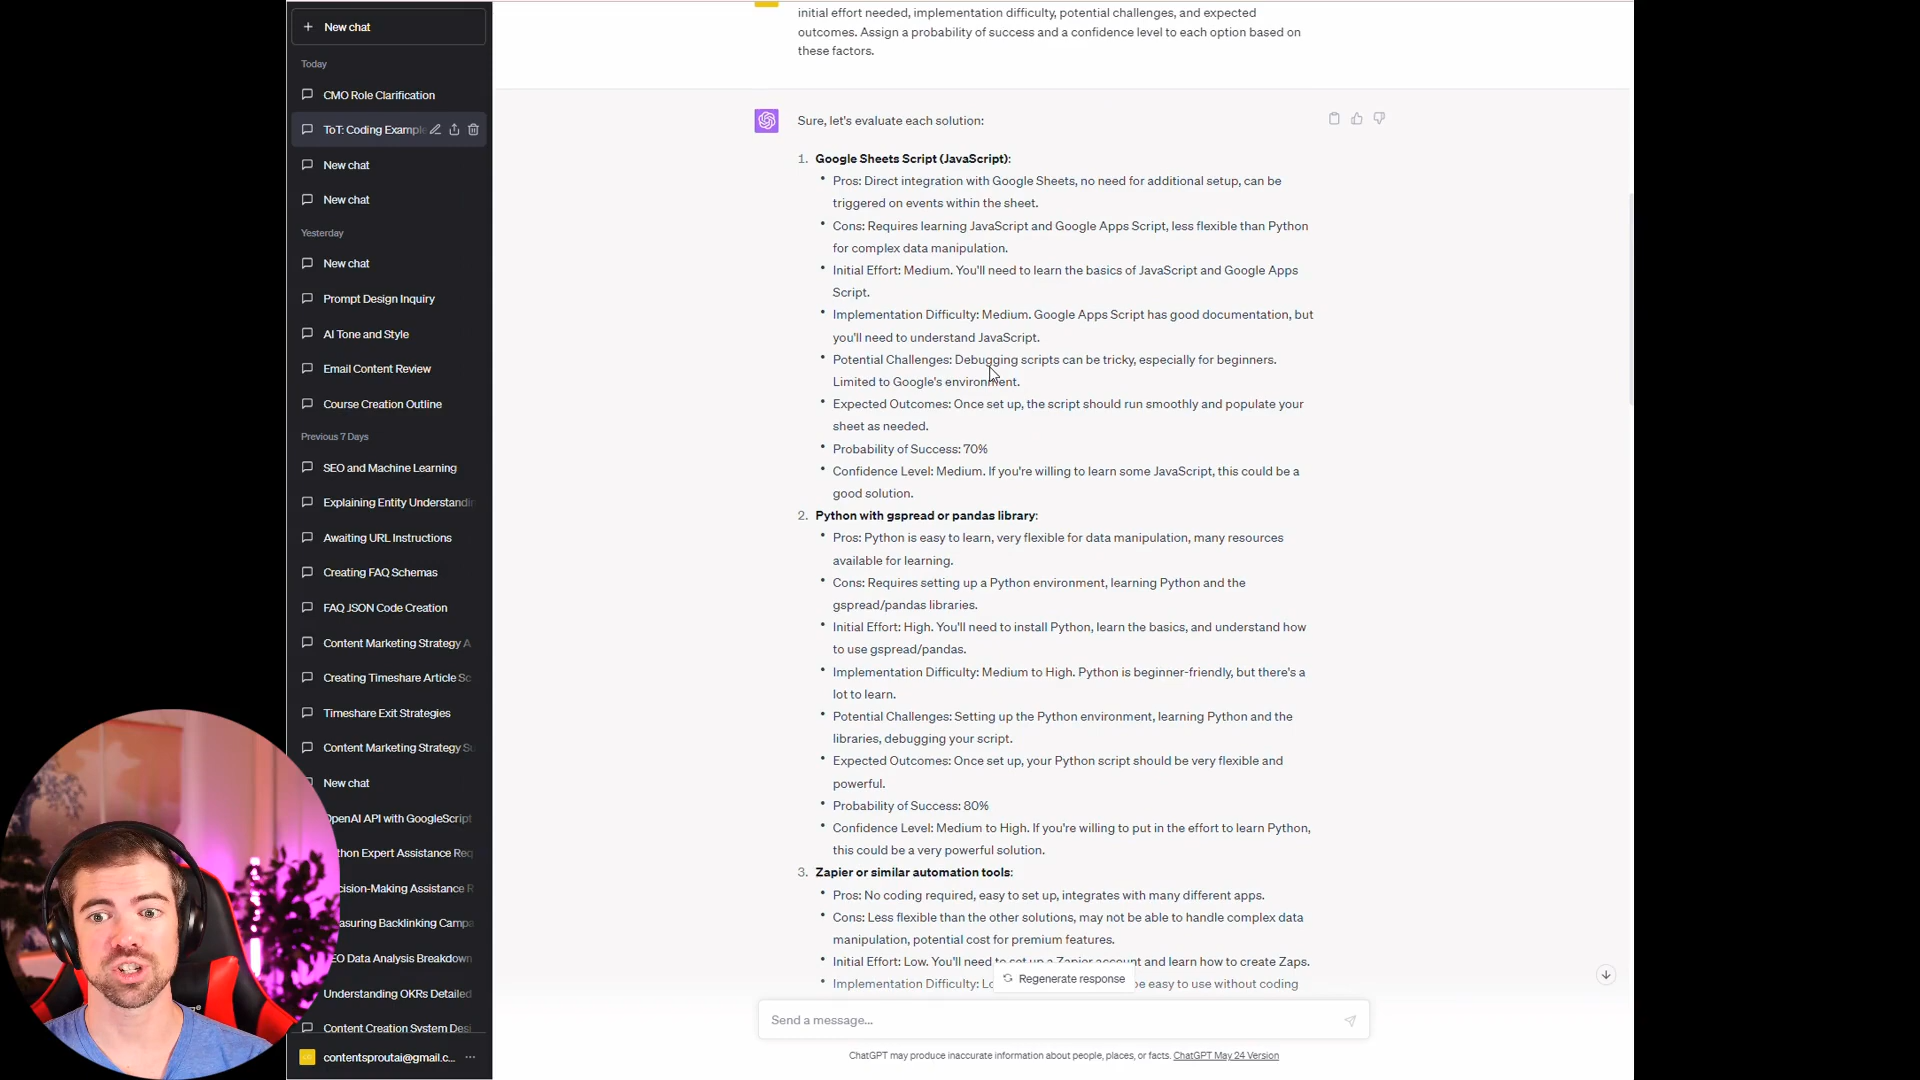 New chat
Today
CMO Role Clarification
ToT: Coding Example
New chat
New chat
Yesterday
New chat
Prompt Design Inquiry
AI Tone and Style
Email Content Review
Course Creation Outline
Previous 7 Days
SEO and Machine Learning
Explaining Entity Understandin
Awaiting URL Instructions
Creating FAQ Schemas
FAQ JSON Code Creation
Content Marketing Strategy A
Creating Timeshare Article Sc
Timeshare Exit Strategies
Content Marketing Strategy Su
New chat
OpenAI API with GoogleScript
thon Expert Assistance Req
cision-Making Assistance R
asuring Backlinking Campa
EO Data Analysis Breakdown
Understanding OKRs Detailed
Content Creation System Desi
contentsproutai@gmail.c...
initial effort needed, implementation difficulty, potential challenges, and expected
outcomes. Assign a probability of success and a confidence level to each option based on
these factors.
Sure, let's evaluate each solution:
1. Google Sheets Script (JavaScript):
• Pros: Direct integration with Google Sheets, no need for additional setup, can be
triggered on events within the sheet.
• Cons: Requires learning JavaScript and Google Apps Script, less flexible than Python
for complex data manipulation.
• Initial Effort: Medium. You'll need to learn the basics of JavaScript and Google Apps
Script.
• Implementation Difficulty: Medium. Google Apps Script has good documentation, but
you'll need to understand JavaScript.
• Potential Challenges: Debugging scripts can be tricky, especially for beginners.
Limited to Google's environment.
• Expected Outcomes: Once set up, the script should run smoothly and populate your
sheet as needed.
• Probability of Success: 70%
• Confidence Level: Medium. If you're willing to learn some JavaScript, this could be a
good solution.
2. Python with gspread or pandas library:
• Pros: Python is easy to learn, very flexible for data manipulation, many resources
available for learning.
• Cons: Requires setting up a Python environment, learning Python and the
gspread/pandas libraries.
• Initial Effort: High. You'll need to install Python, learn the basics, and understand how
to use gspread/pandas.
• Implementation Difficulty: Medium to High. Python is beginner-friendly, but there's a
lot to learn.
• Potential Challenges: Setting up the Python environment, learning Python and the
libraries, debugging your script.
• Expected Outcomes: Once set up, your Python script should be very flexible and
powerful.
• Probability of Success: 80%
• Confidence Level: Medium to High. If you're willing to put in the effort to learn Python,
this could be a very powerful solution.
3. Zapier or similar automation tools:
• Pros: No coding required, easy to set up, integrates with many different apps.
• Cons: Less flexible than the other solutions, may not be able to handle complex data
manipulation, potential cost for premium features.
• Initial Effort: Low. You'll need to set up a Zapier account and learn how to create Zaps.
• Implementation Difficulty: Lo be easy to use without coding
Regenerate response
Send a message...
ChatGPT may produce inaccurate information about people, places, or facts. ChatGPT May 24 Version